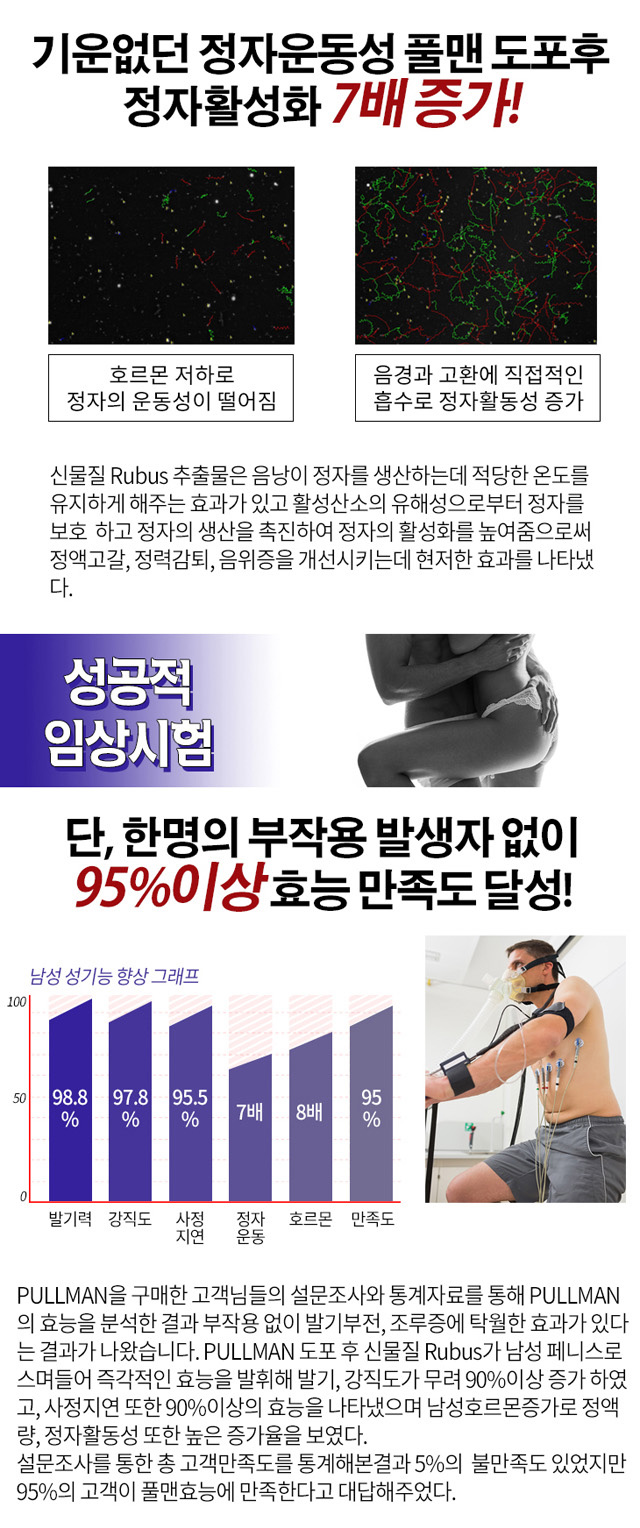 기운없던 정자운동성 풀맨 도포후
정자활성화 7배 증가!
호르몬 저하로
정자의 운동성이 떨어짐
음경과 고환에 직접적인
흡수로 정자활동성 증가
신물질 Rubus 추출물은 음낭이 정자를 생산하는데 적당한 온도를
유지하게 해주는 효과가 있고 활성산소의 유해성으로부터 정자를
보호 하고 정자의 생산을 촉진하여 정자의 활성화를 높여줌으로써
정액고갈, 정력감퇴, 음위증을 개선시키는데 현저한 효과를 나타냈
다.
성공적
임상시험
단, 한명의 부작용 발생자 없이
95%이상 효능 만족도 달성!
남성 성기능 향상 그래프
100
50
0
98.8
%
97.8
%
95.5
%
7배
8배
95
%
발기력
강직도
사정
지연
정자
운동
호르몬
만족도
PULLMAN을 구매한 고객님들의 설문조사와 통계자료를 통해 PULLMAN
의 효능을 분석한 결과 부작용 없이 발기부전, 조루증에 탁월한 효과가 있다
는 결과가 나왔습니다. PULLMAN 도포 후 신물질 Rubus가 남성 페니스로
스며들어 즉각적인 효능을 발휘해 발기, 강직도가 무려 90%이상 증가 하였
고, 사정지연 또한 90%이상의 효능을 나타냈으며 남성호르몬증가로 정액
량, 정자활동성 또한 높은 증가율을 보였다.
설문조사를 통한 총 고객만족도를 통계해본결과 5%의 불만족도 있었지만
95%의 고객이 풀맨효능에 만족한다고 대답해주었다.